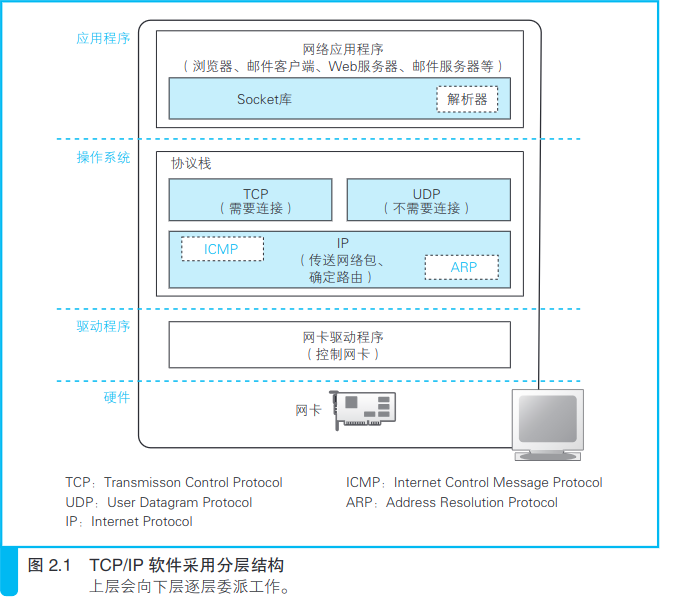 应用程序
网络应用程序
（浏览器、邮件客户端、Web服务器、邮件服务器等）
Socket库
解析器
操作系统
协议栈
TCP
（需要连接）
UDP
（不需要连接）
ICMP
IP
（传送网络包、
确定路由）
ARP
驱动程序
网卡驱动程序
（控制网卡）
硬件
网卡
TCP：Transmisson Control Protocol
ICMP：Internet Control Message Protocol
UDP：User Datagram Protocol
ARP：Address Resolution Protocol
IP：Internet Protocol
图 2.1 TCP/IP 软件采用分层结构
上层会向下层逐层委派工作。